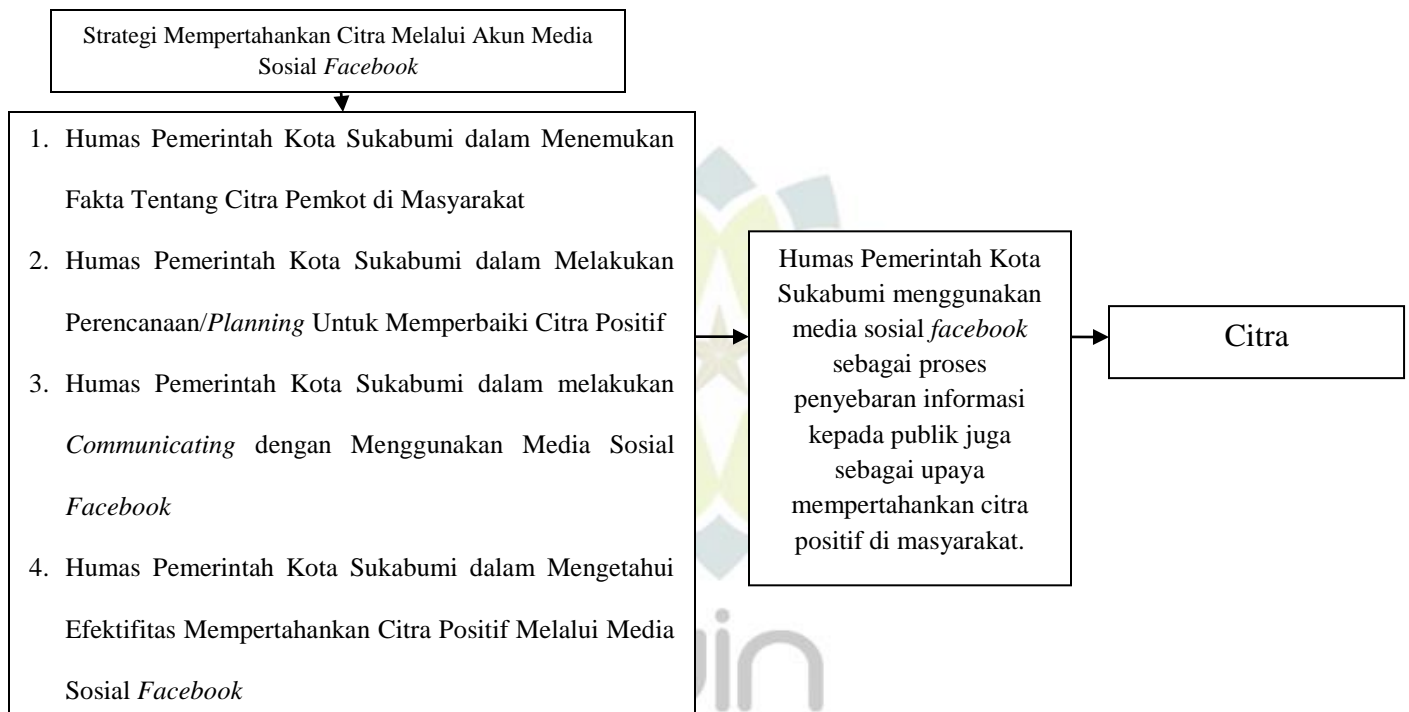 Strategi Mempertahankan Citra Melalui Akun Media
Sosial Facebook
1. Humas Pemerintah Kota Sukabumi dalam Menemukan
Fakta Tentang Citra Pemkot di Masyarakat
2. Humas Pemerintah Kota Sukabumi dalam Melakukan
Perencanaan/Planning Untuk Memperbaiki Citra Positif
3. Humas Pemerintah Kota Sukabumi dalam melakukan
Communicating dengan Menggunakan Media Sosial
Facebook
4. Humas Pemerintah Kota Sukabumi dalam Mengetahui
Efektifitas Mempertahankan Citra Positif Melalui Media
Sosial Facebook
Humas Pemerintah Kota
Sukabumi menggunakan
media sosial facebook
sebagai proses
penyebaran informasi
kepada publik juga
sebagai upaya
mempertahankan citra
positif di masyarakat.
Citra